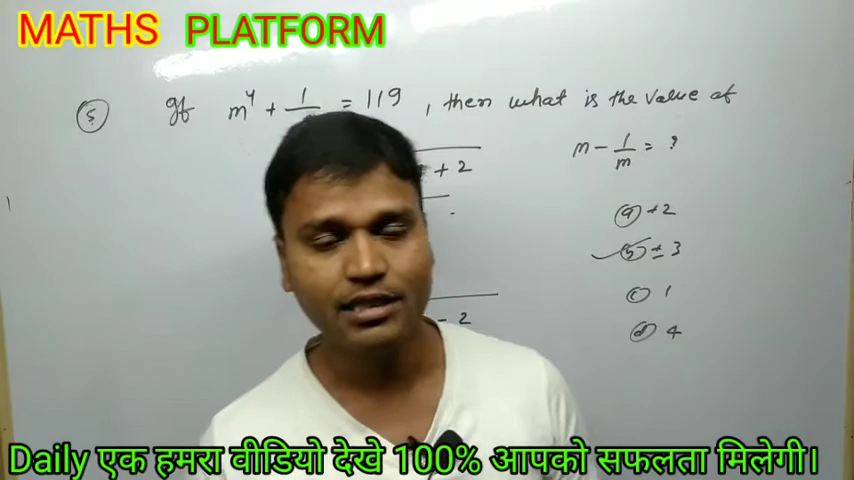 MATHS PLATFORM
5 If m⁴ + 1/ = 119, then what is the value of
m - 1/m = ?
+ 2
(a) +2
(b) ± 3
(c) 1
- 2
(d) 4
Daily एक हमरा वीडियो देखे 100% आपको सफलता मिलेगी।